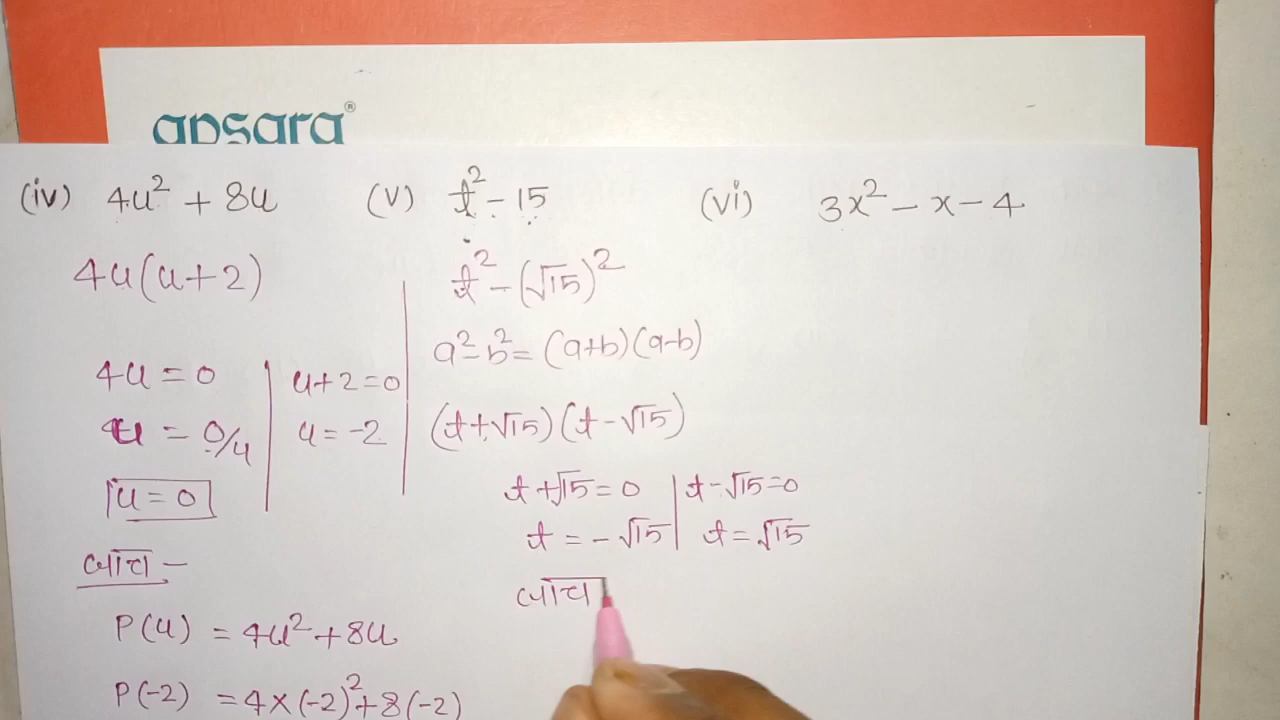 apsara®
(iv) 4u² + 8u (v) t² - 15 (vi) 3x² - x - 4
4u(u+2)
4u = 0 | u+2=0
u = 0/4 | u = -2
u = 0
जाँच -
P(u) = 4u² + 8u
P(-2) = 4×(-2)² + 8(-2)
t² - (√15)²
a² - b² = (a+b)(a-b)
(t+√15)(t-√15)
t+√15 = 0 | t-√15=0
t = -√15 | t = √15
जाँच